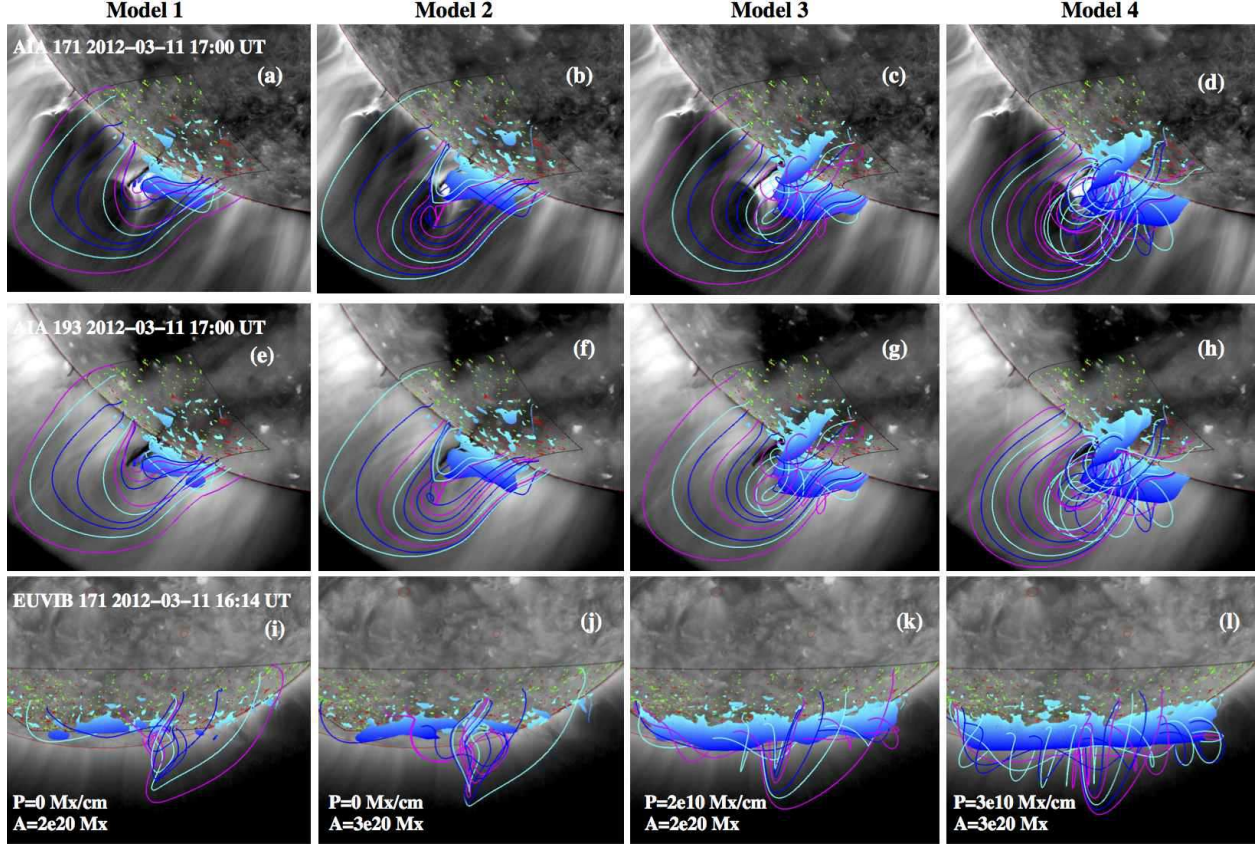 Model 1 Model 2 Model 3 Model 4
AIA 171 2012−03−11 17:00 UT
(a) (b) (c) (d)
AIA 193 2012−03−11 17:00 UT
(e) (f) (g) (h)
EUVIB 171 2012−03−11 16:14 UT
(i) (j) (k) (l)
P=0 Mx/cm P=0 Mx/cm P=2e10 Mx/cm P=3e10 Mx/cm
A=2e20 Mx A=3e20 Mx A=2e20 Mx A=3e20 Mx